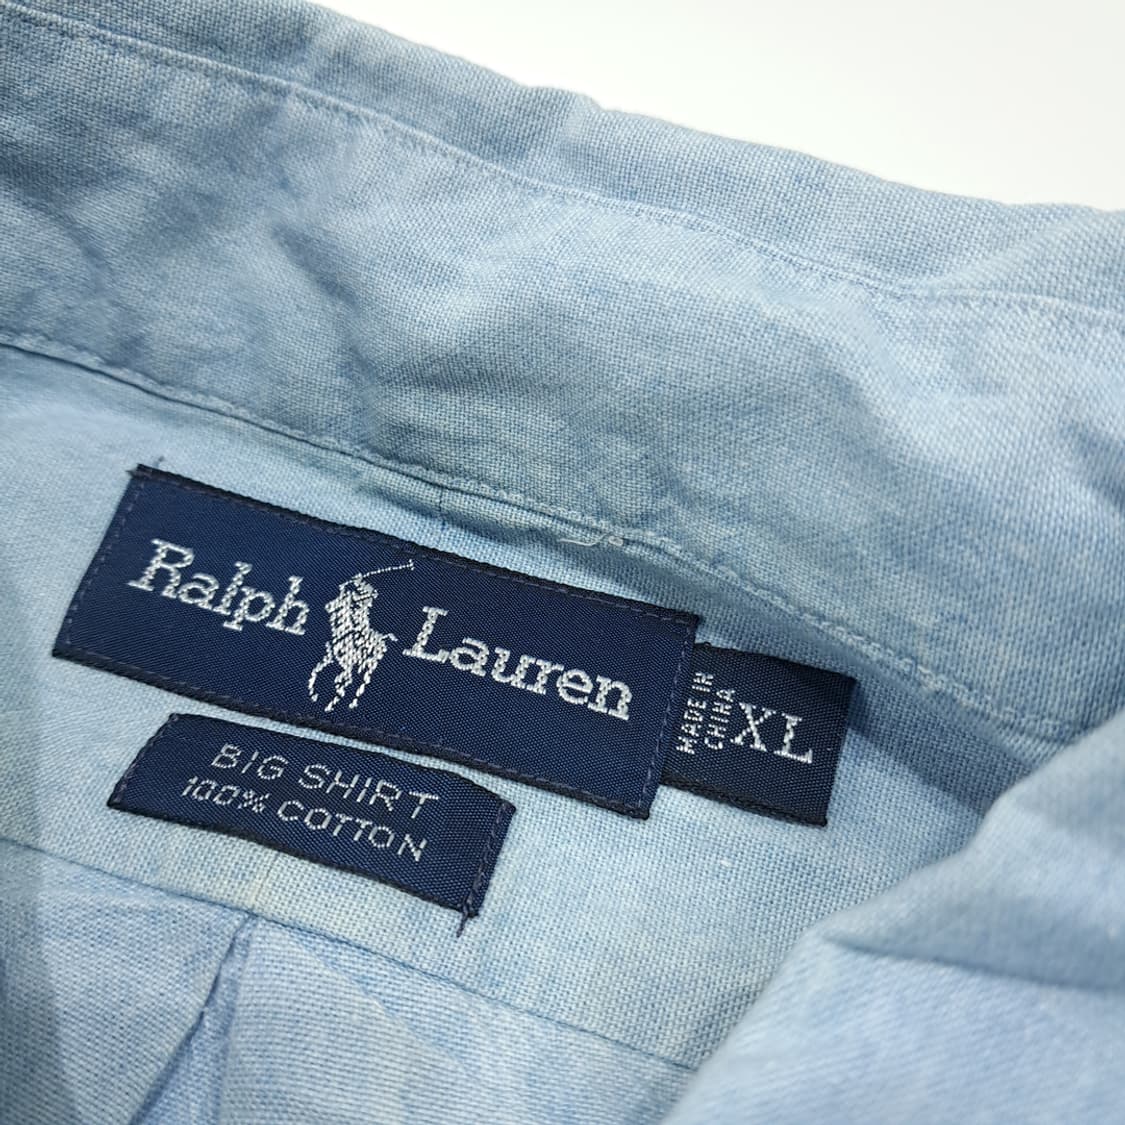 Ralph Lauren
MADE IN
CHINA
XL
BIG SHIRT
100% COTTON